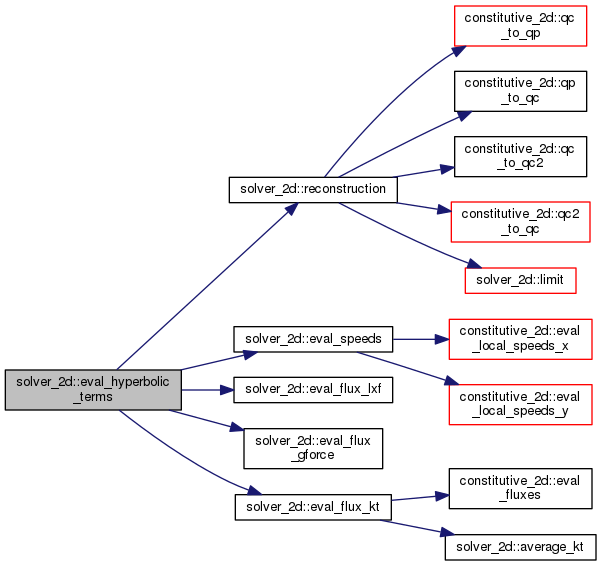 constitutive_2d::qc
_to_qp
constitutive_2d::qp
_to_qc
constitutive_2d::qc
_to_qc2
solver_2d::reconstruction
constitutive_2d::qc2
_to_qc
solver_2d::limit
solver_2d::eval_speeds
constitutive_2d::eval
_local_speeds_x
solver_2d::eval_hyperbolic
_terms
solver_2d::eval_flux_lxf
constitutive_2d::eval
_local_speeds_y
solver_2d::eval_flux
_gforce
solver_2d::eval_flux_kt
constitutive_2d::eval
_fluxes
solver_2d::average_kt